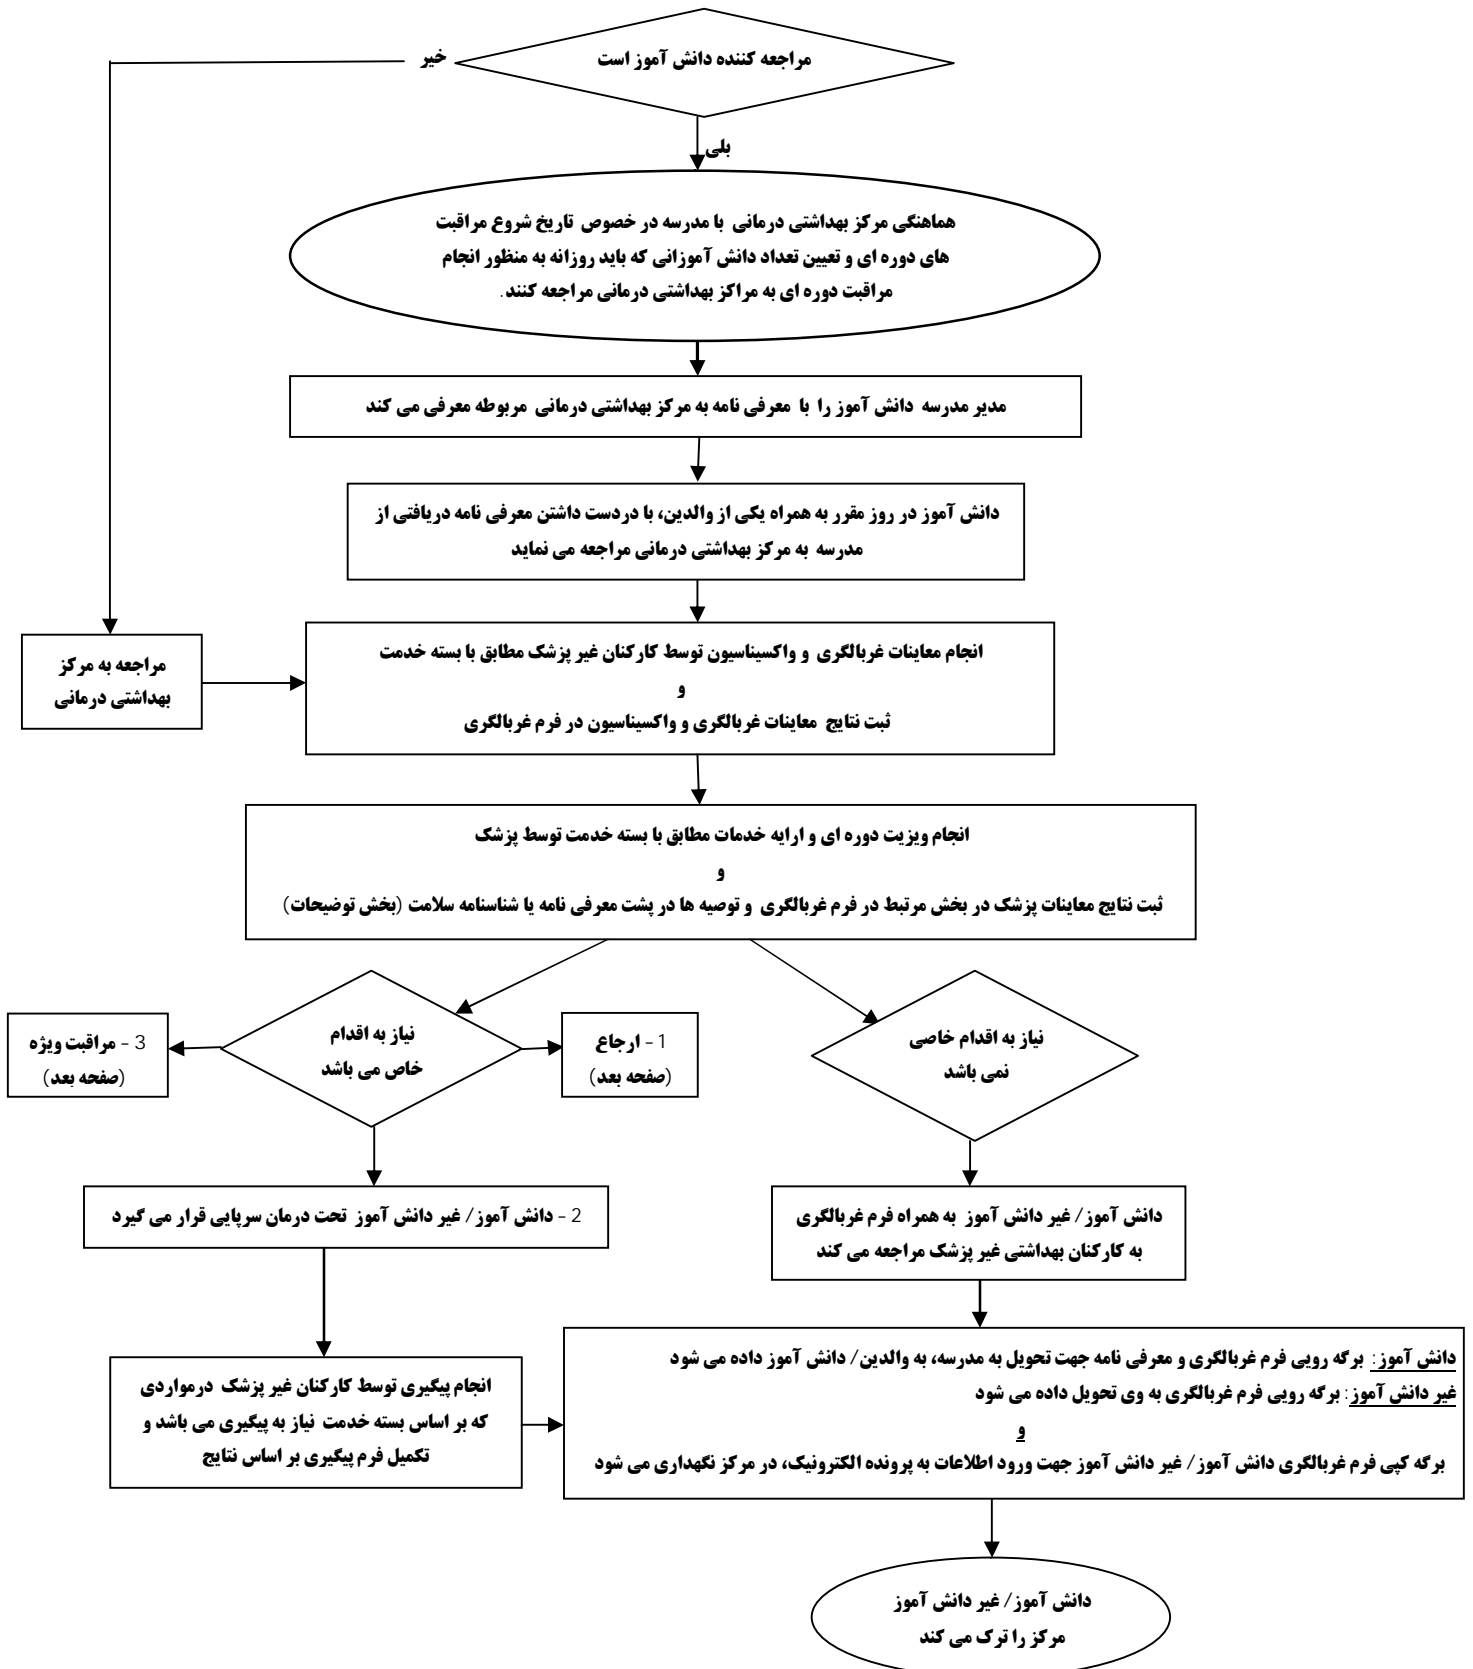 مراجعه کننده دانش آموز است
خیر
بلی
هماهنگی مرکز بهداشتی درمانی با مدرسه در خصوص تاریخ شروع مراقبت
های دوره ای و تعیین تعداد دانش آموزانی که باید روزانه به منظور انجام
مراقبت دوره ای به مراکز بهداشتی درمانی مراجعه کنند.
مدیر مدرسه دانش آموز را با معرفی نامه به مرکز بهداشتی درمانی مربوطه معرفی می کند
دانش آموز در روز مقرر به همراه یکی از والدین، با دردست داشتن معرفی نامه دریافتی از
مدرسه به مرکز بهداشتی درمانی مراجعه می نماید
مراجعه به مرکز
بهداشتی درمانی
انجام معاینات غربالگری و واکسیناسیون توسط کارکنان غیر پزشک مطابق با بسته خدمت
و
ثبت نتایج معاینات غربالگری و واکسیناسیون در فرم غربالگری
انجام ویزیت دوره ای و ارایه خدمات مطابق با بسته خدمت توسط پزشک
و
ثبت نتایج معاینات پزشک در بخش مرتبط در فرم غربالگری و توصیه ها در پشت معرفی نامه یا شناسنامه سلامت (بخش توضیحات)
نیاز به اقدام خاصی
نمی باشد
1 - ارجاع
(صفحه بعد)
نیاز به اقدام
خاص می باشد
3 - مراقبت ویژه
(صفحه بعد)
2 - دانش آموز/ غیر دانش آموز تحت درمان سرپایی قرار می گیرد
دانش آموز/ غیر دانش آموز به همراه فرم غربالگری
به کارکنان بهداشتی غیر پزشک مراجعه می کند
انجام پیگیری توسط کارکنان غیر پزشک درمواردی
که بر اساس بسته خدمت نیاز به پیگیری می باشد و
تکمیل فرم پیگیری بر اساس نتایج
دانش آموز: برگه رویی فرم غربالگری و معرفی نامه جهت تحویل به مدرسه، به والدین/ دانش آموز داده می شود
غیر دانش آموز: برگه رویی فرم غربالگری به وی تحویل داده می شود
و
برگه کپی فرم غربالگری دانش آموز/ غیر دانش آموز جهت ورود اطلاعات به پرونده الکترونیک، در مرکز نگهداری می شود
دانش آموز/ غیر دانش آموز
مرکز را ترک می کند